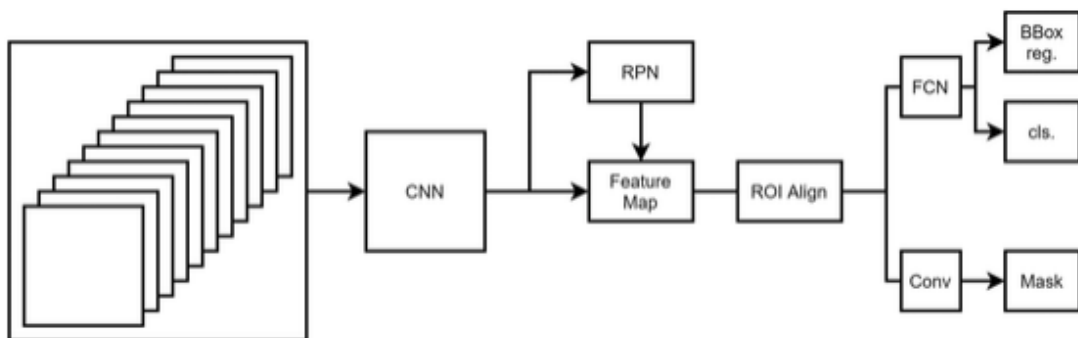 CNN
RPN
Feature
Map
ROI Align
FCN
BBox
reg.
cls.
Conv
Mask